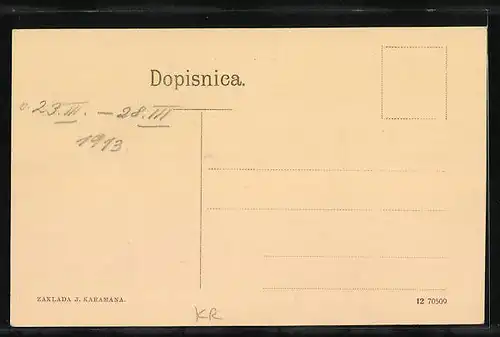 Dopisnica.
v. 23.III. – 28.III
1913
ZAKLADA J. KARAMANA.
12 70509
KR